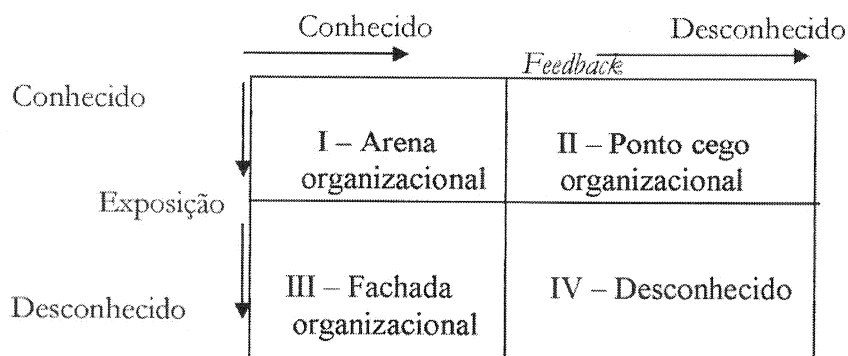 Conhecido
Desconhecido
Feedback
Conhecido
I – Arena
organizacional
II – Ponto cego
organizacional
Exposição
III – Fachada
organizacional
IV – Desconhecido
Desconhecido